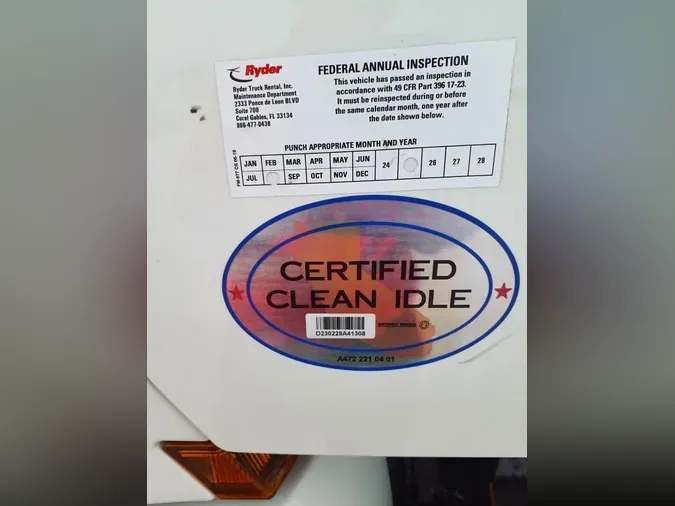 Ryder
Ryder Truck Rental, Inc.
Maintenance Department
2333 Ponce de Leon BLVD
Suite 700
Coral Gables, FL 33134
866-477-0438
FEDERAL ANNUAL INSPECTION
This vehicle has passed an inspection in
accordance with 49 CFR Part 396 17-23.
It must be reinspected during or before
the same calendar month, one year after
the date shown below.
PUNCH APPROPRIATE MONTH AND YEAR
JAN FEB MAR APR MAY JUN 24 26 27 28
JUL SEP OCT NOV DEC
CERTIFIED
CLEAN IDLE
D230228A41308
A472 221 04 01